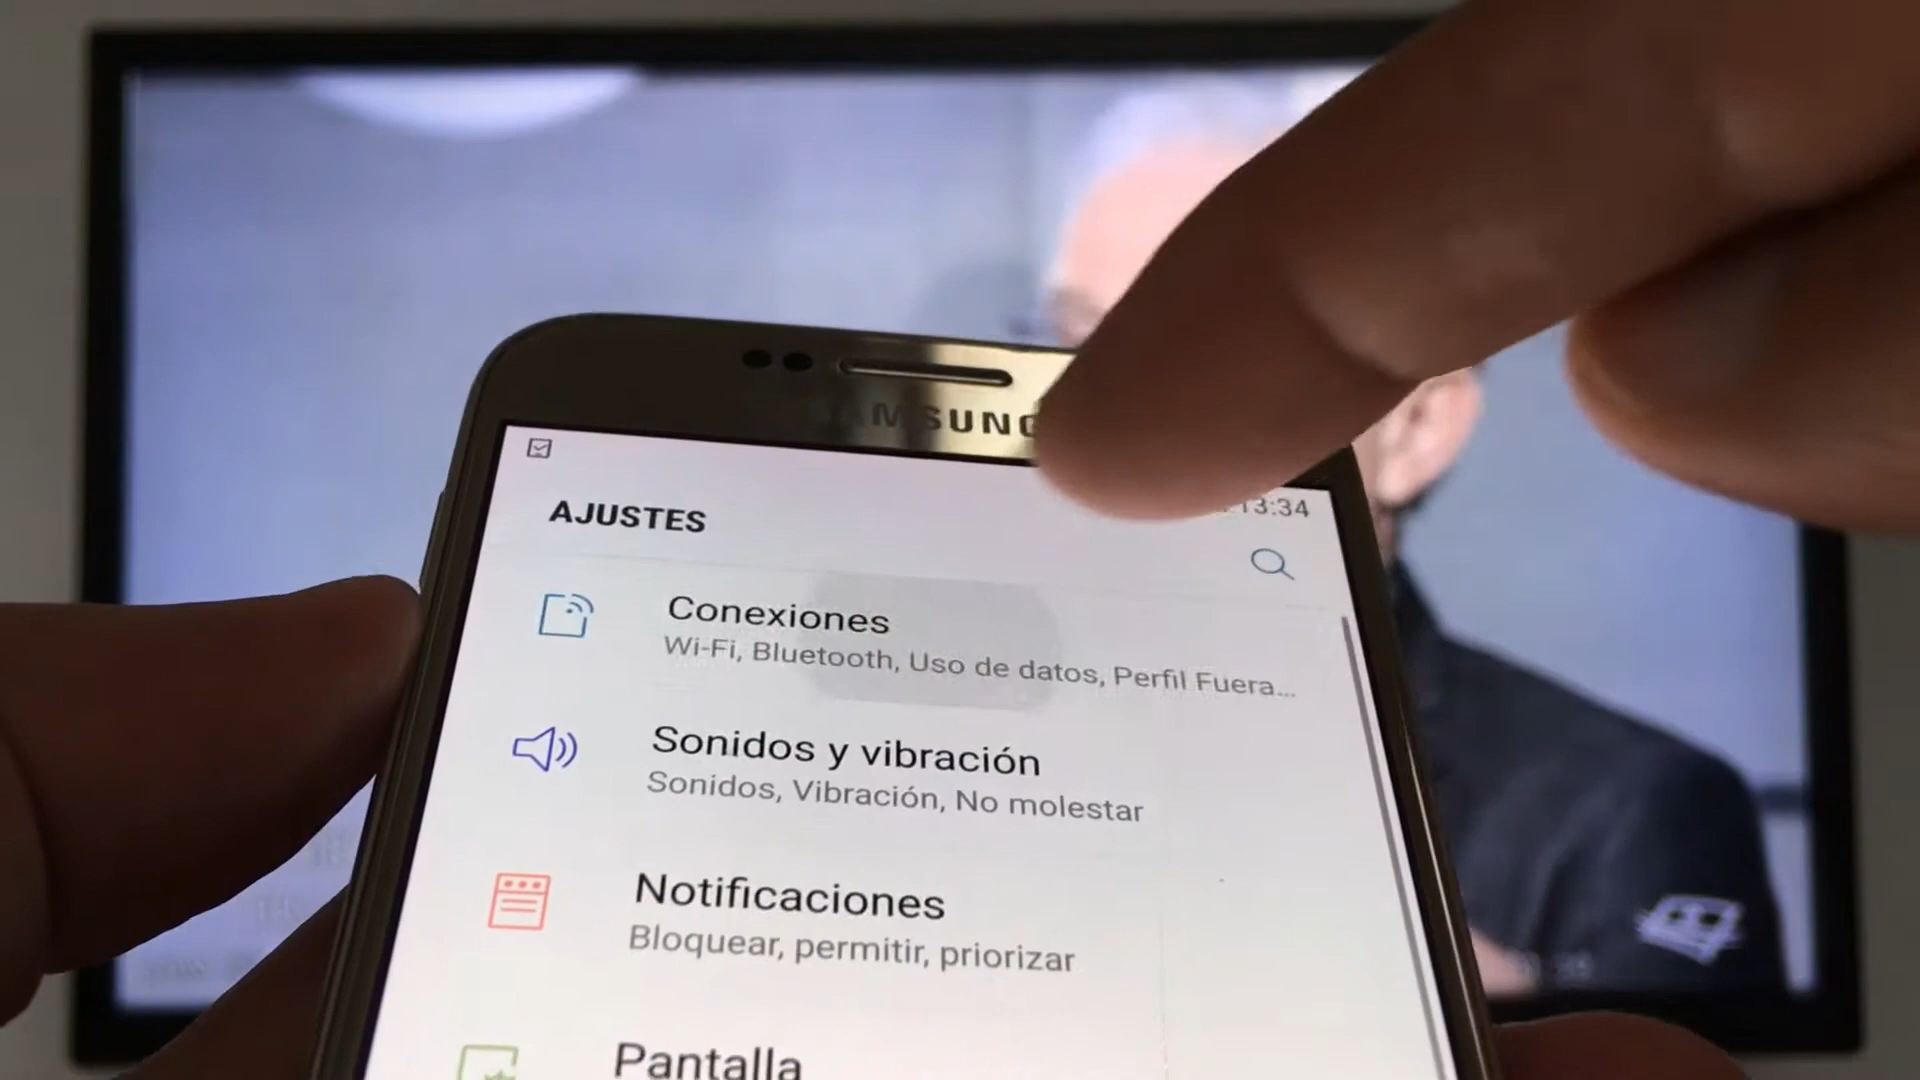 SAMSUNG
13:34
AJUSTES
Conexiones
Wi-Fi, Bluetooth, Uso de datos, Perfil Fuera...
Sonidos y vibración
Sonidos, Vibración, No molestar
Notificaciones
Bloquear, permitir, priorizar
Pantalla